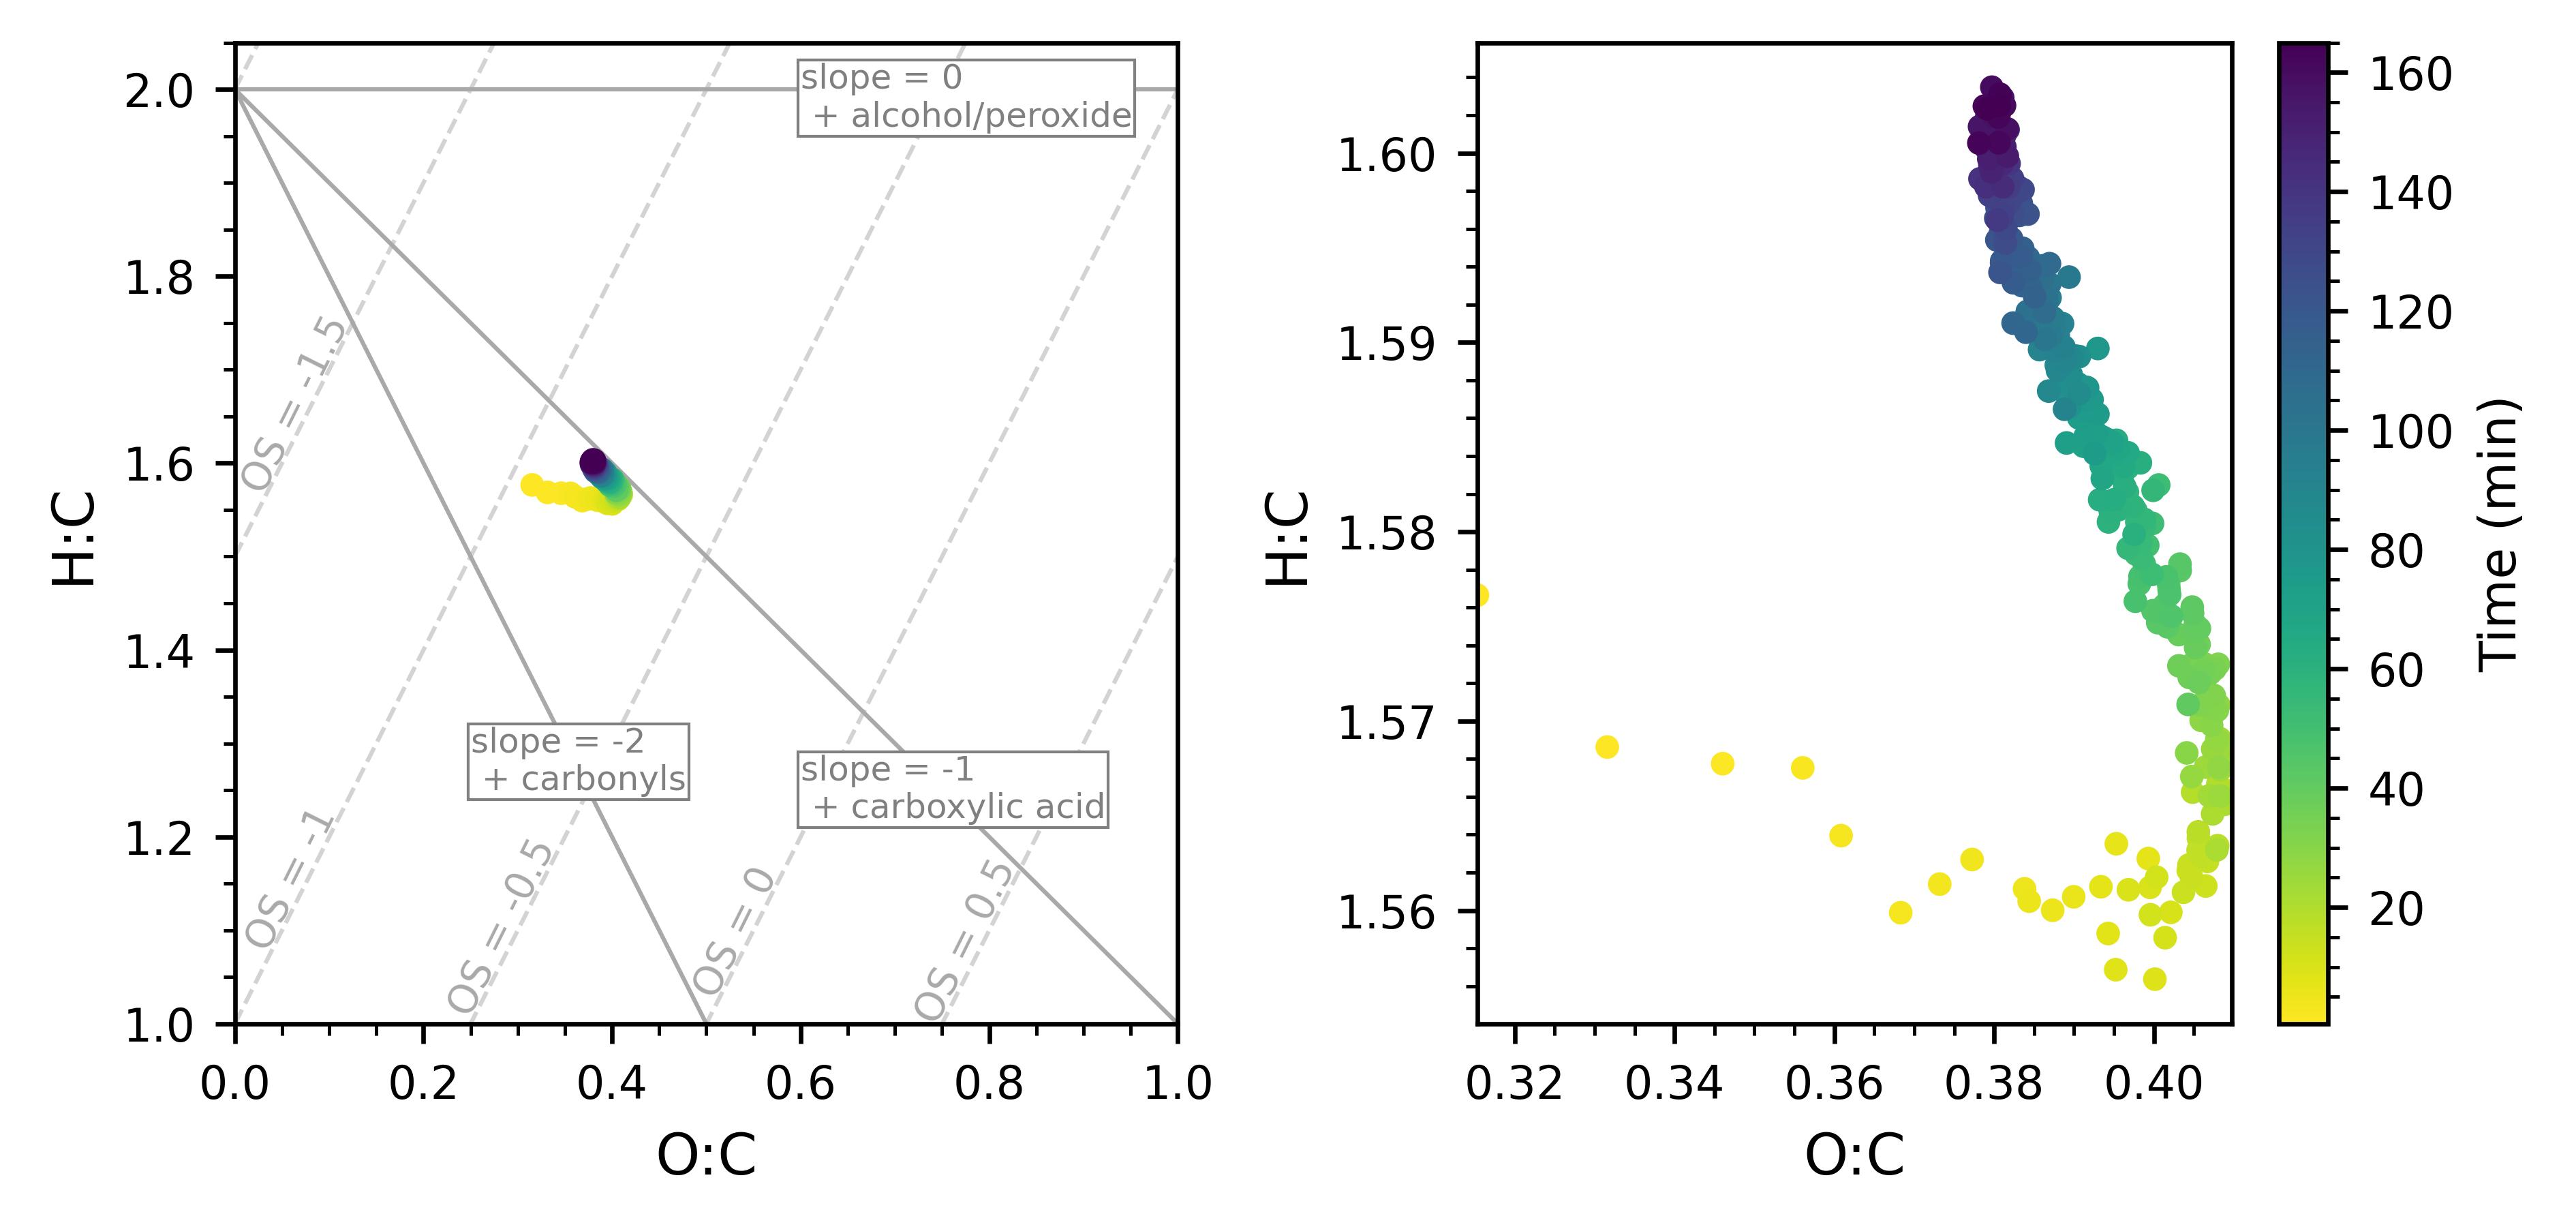 2.0
1.8
1.6
1.4
1.2
1.0
H:C
0.0
0.2
0.4
0.6
0.8
1.0
O:C
slope = 0
+ alcohol/peroxide
slope = -2
+ carbonyls
slope = -1
+ carboxylic acid
OS = -1.5
OS = -1
OS = -0.5
OS = 0
OS = 0.5
1.60
1.59
1.58
1.57
1.56
H:C
0.32
0.34
0.36
0.38
0.40
O:C
160
140
120
100
80
60
40
20
Time (min)